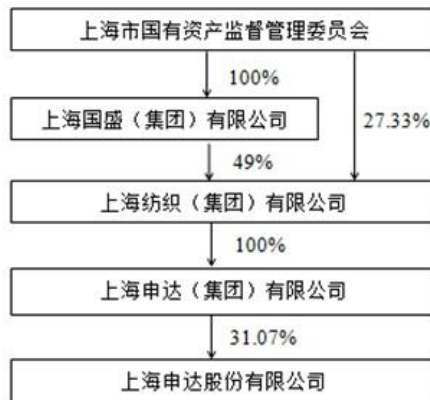 上海市国有资产监督管理委员会
100%
上海国盛（集团）有限公司
27.33%
49%
上海纺织（集团）有限公司
100%
上海申达（集团）有限公司
31.07%
上海申达股份有限公司